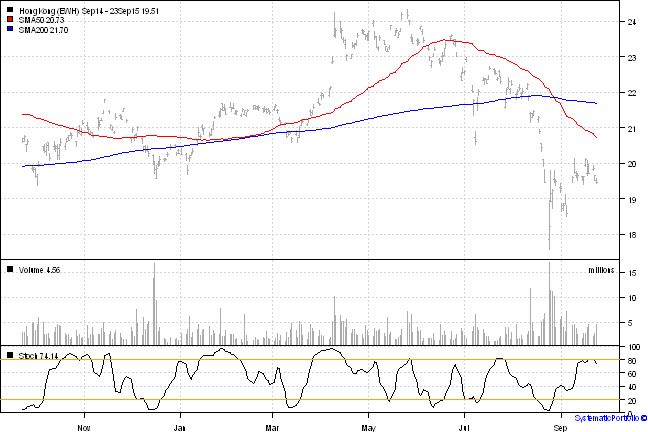 Hong Kong (EWH) Sep14 - 23Sep15 19.51
SMA50 20.73
SMA200 21.70
24
23
22
21
20
19
18
Volume 4.56
millions
15
10
5
Stoch 74.14
100
80
60
40
20
0
Nov
Jan
Mar
May
Jul
Sep
SystematicPortfolio ©